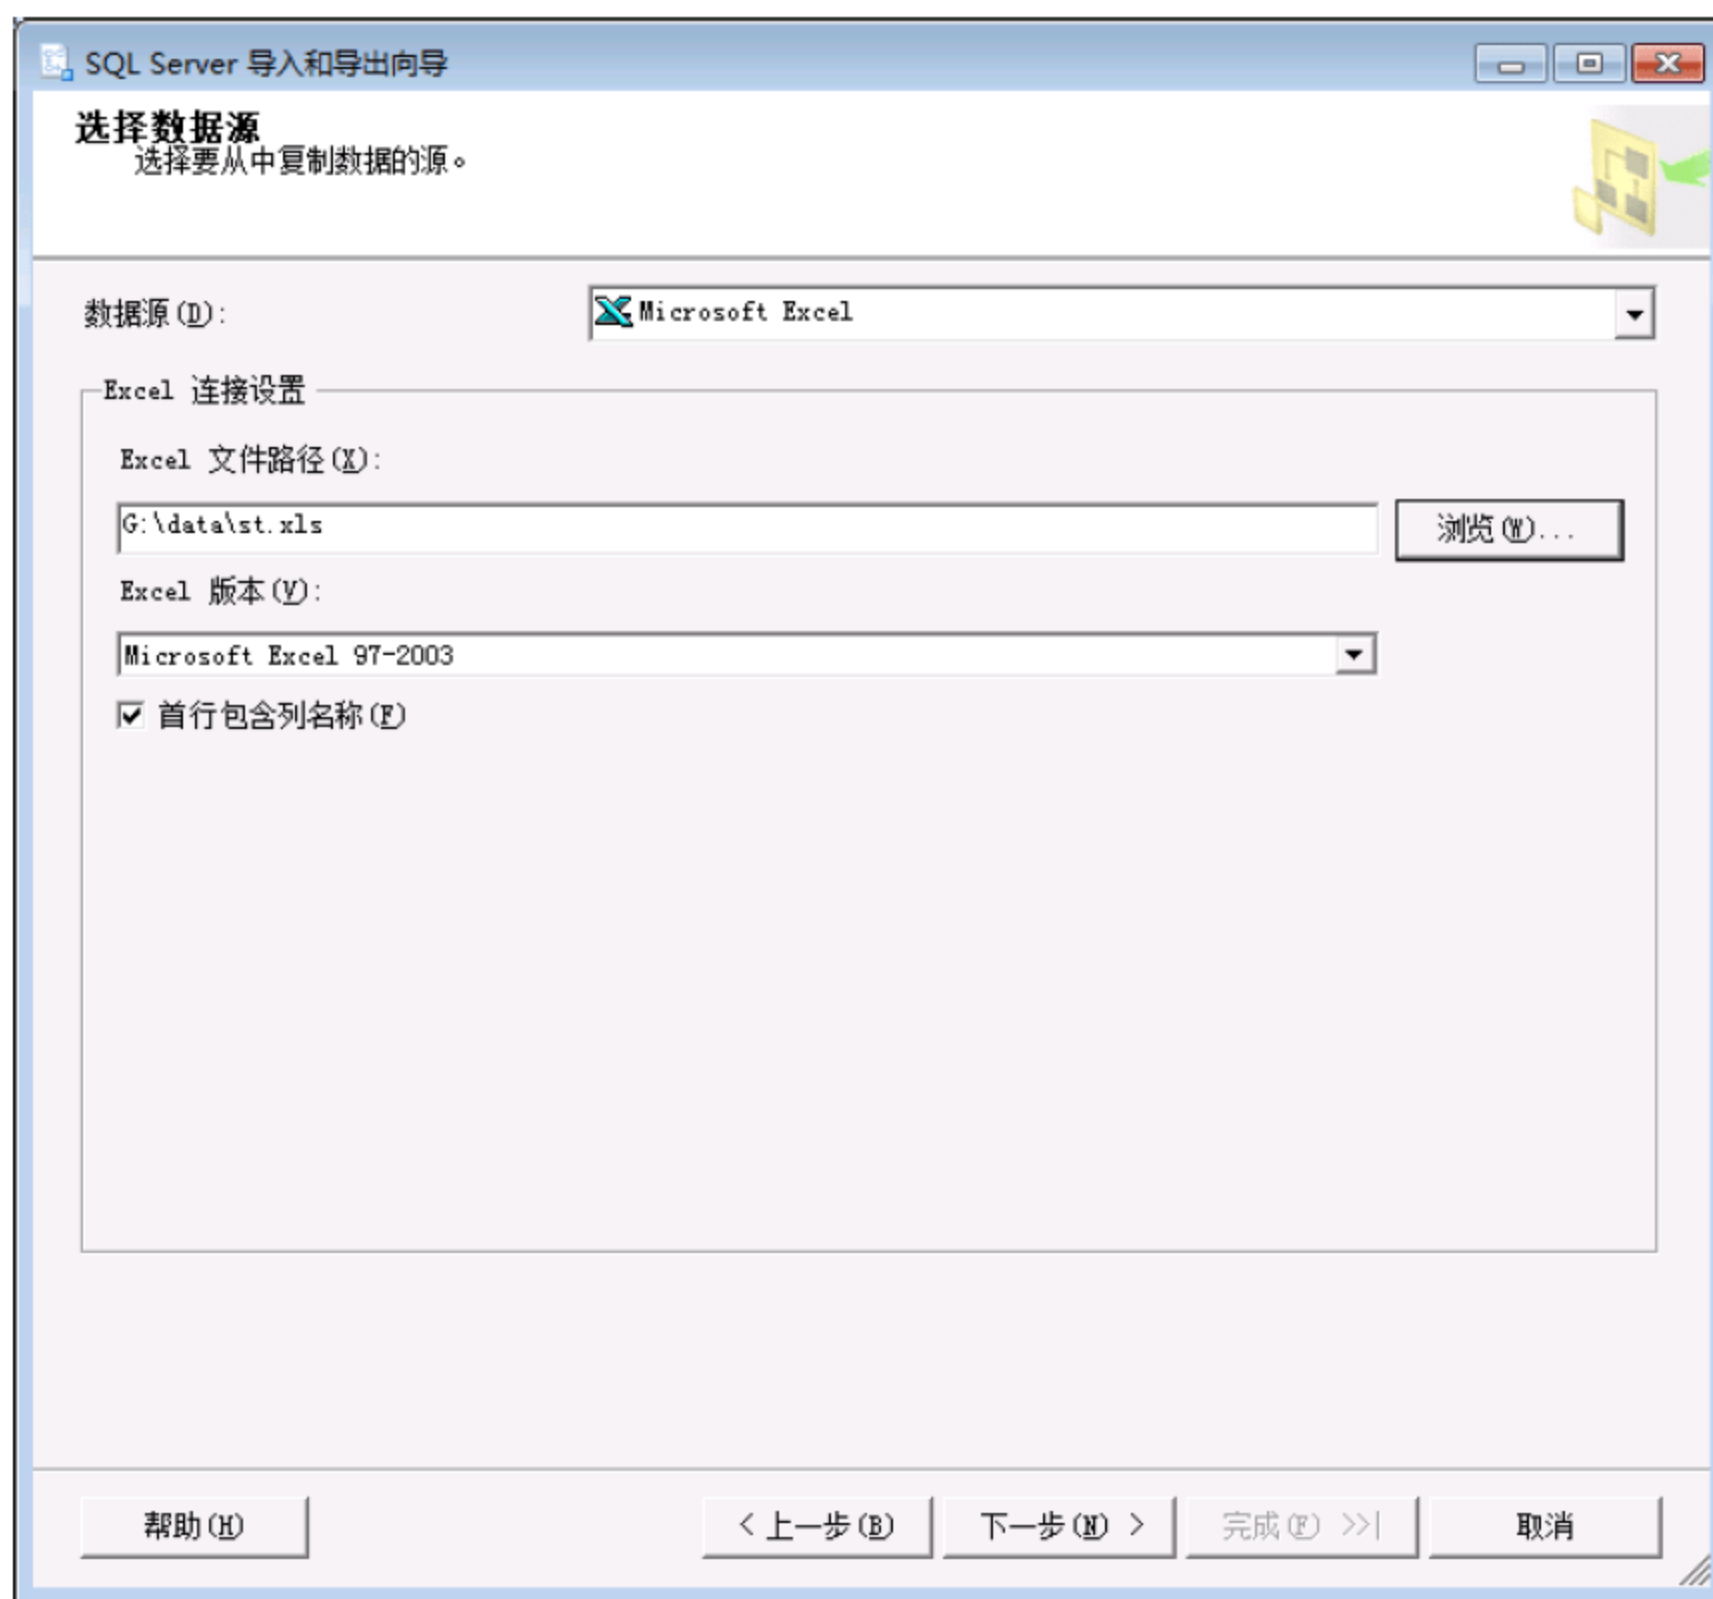 SQL Server 导入和导出向导
选择数据源
选择要从中复制数据的源。
数据源(D):
Microsoft Excel
Excel 连接设置
Excel 文件路径(X):
G:\data\st.xls
浏览(W)...
Excel 版本(V):
Microsoft Excel 97-2003
首行包含列名称(F)
帮助(H)
< 上一步(B)
下一步(N) >
完成(F) >>|
取消